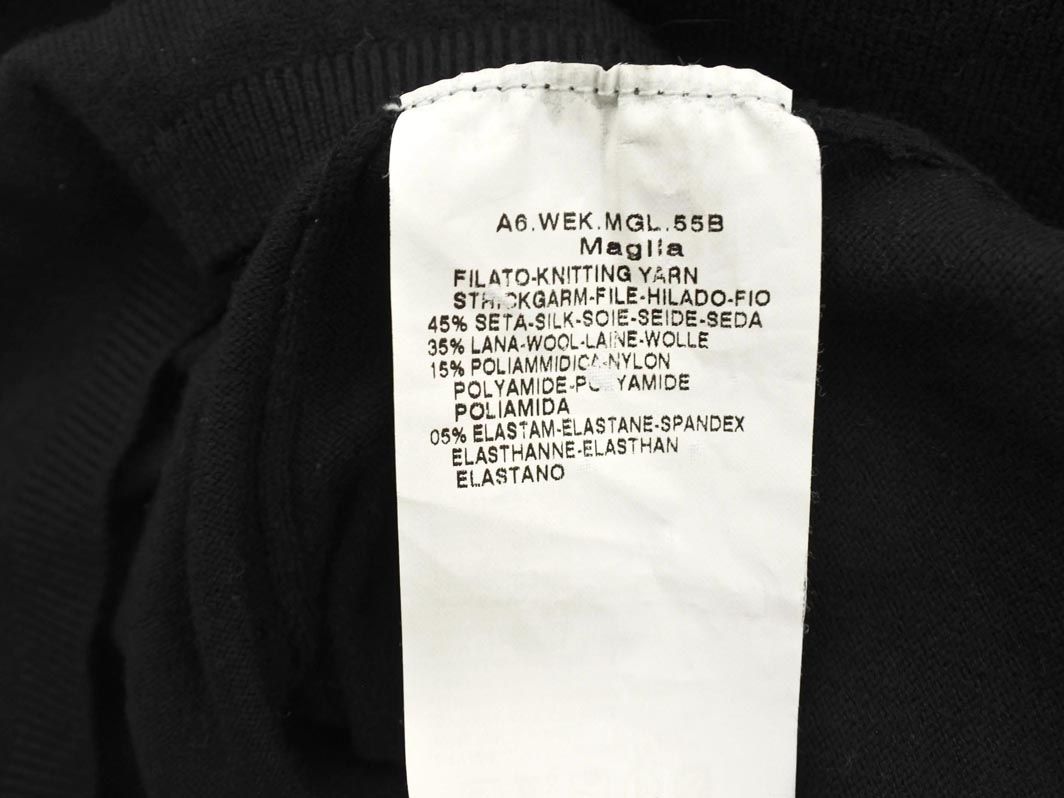 A6.WEK.MGL.55B
Maglia
FILATO-KNITTING YARN
FILE-HILADO-FIO
45% SETA-SILK-SOIE-SEIDE-SEDA
35% LANA-WOOL-LAINE-WOLLE
15% POLIAMMIDICA-NYLON
POLYAMIDE-POLYAMIDE
POLIAMIDA
05% ELASTAM-ELASTANE-SPANDEX
ELASTHANNE-ELASTHAN
ELASTANO